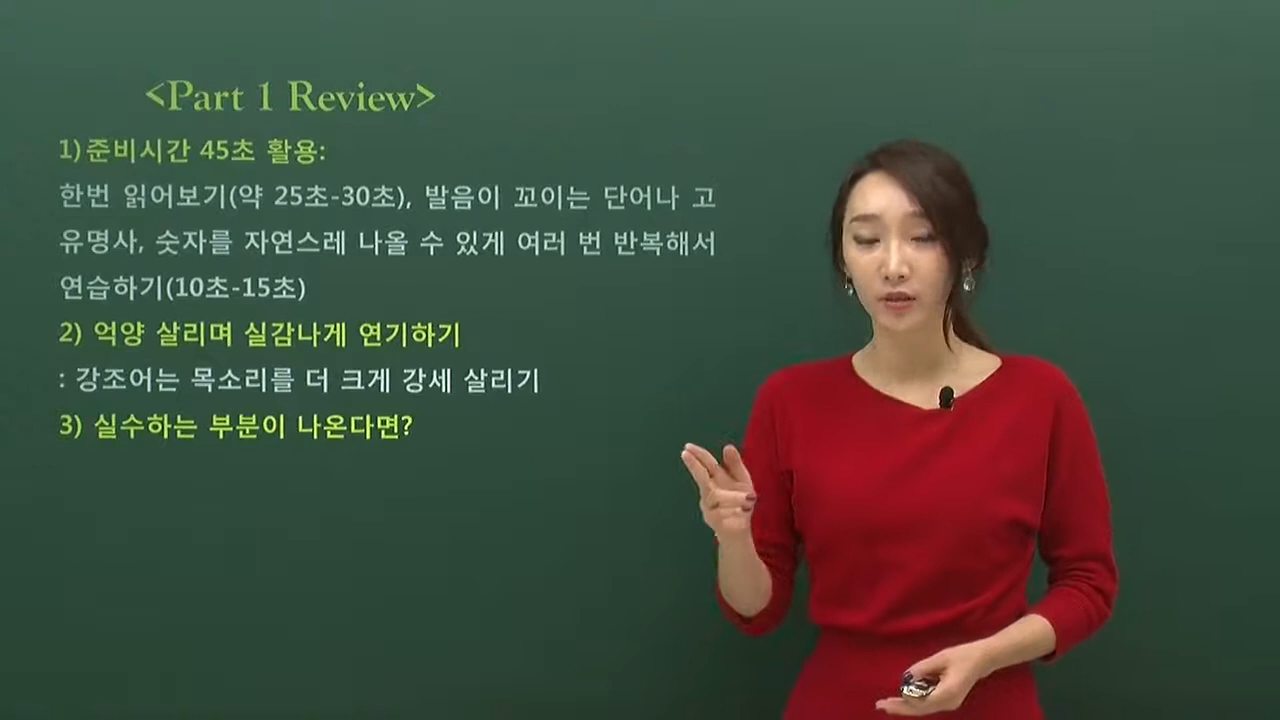 <Part 1 Review>
1) 준비시간 45초 활용:
한번 읽어보기(약 25초-30초), 발음이 꼬이는 단어나 고
유명사, 숫자를 자연스레 나올 수 있게 여러 번 반복해서
연습하기(10초-15초)
2) 억양 살리며 실감나게 연기하기
: 강조어는 목소리를 더 크게 강세 살리기
3) 실수하는 부분이 나온다면?